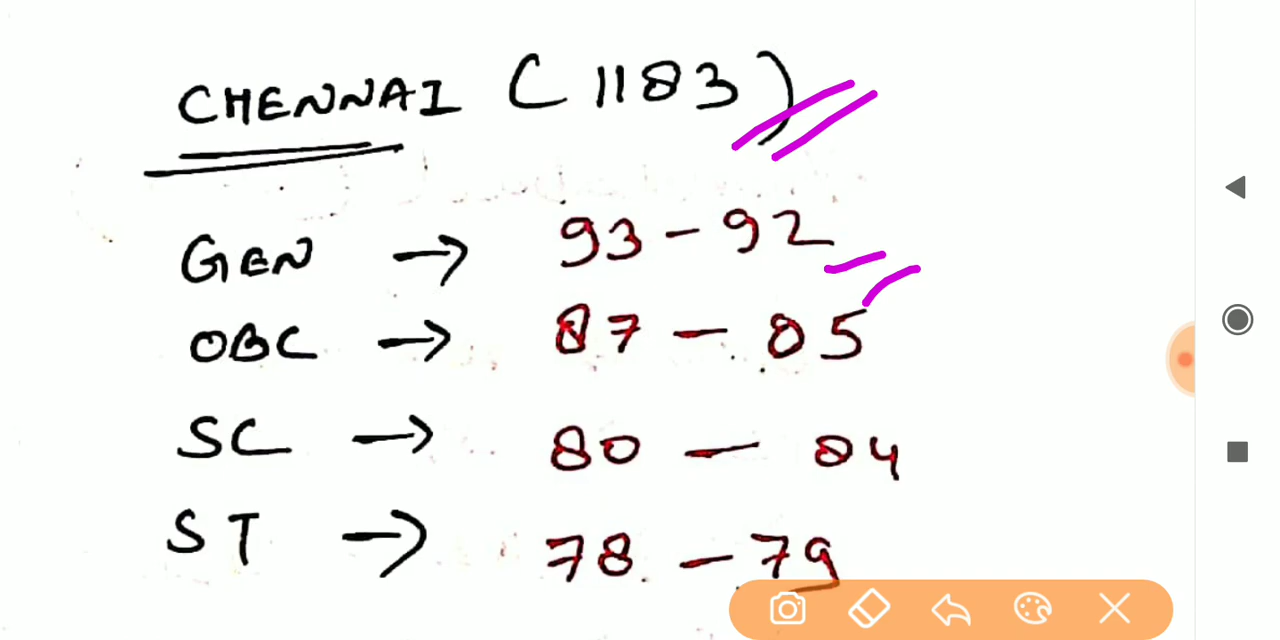 CHENNAI (1183)
GEN → 93-92
OBC → 87-85
SC → 80-84
ST → 78-79